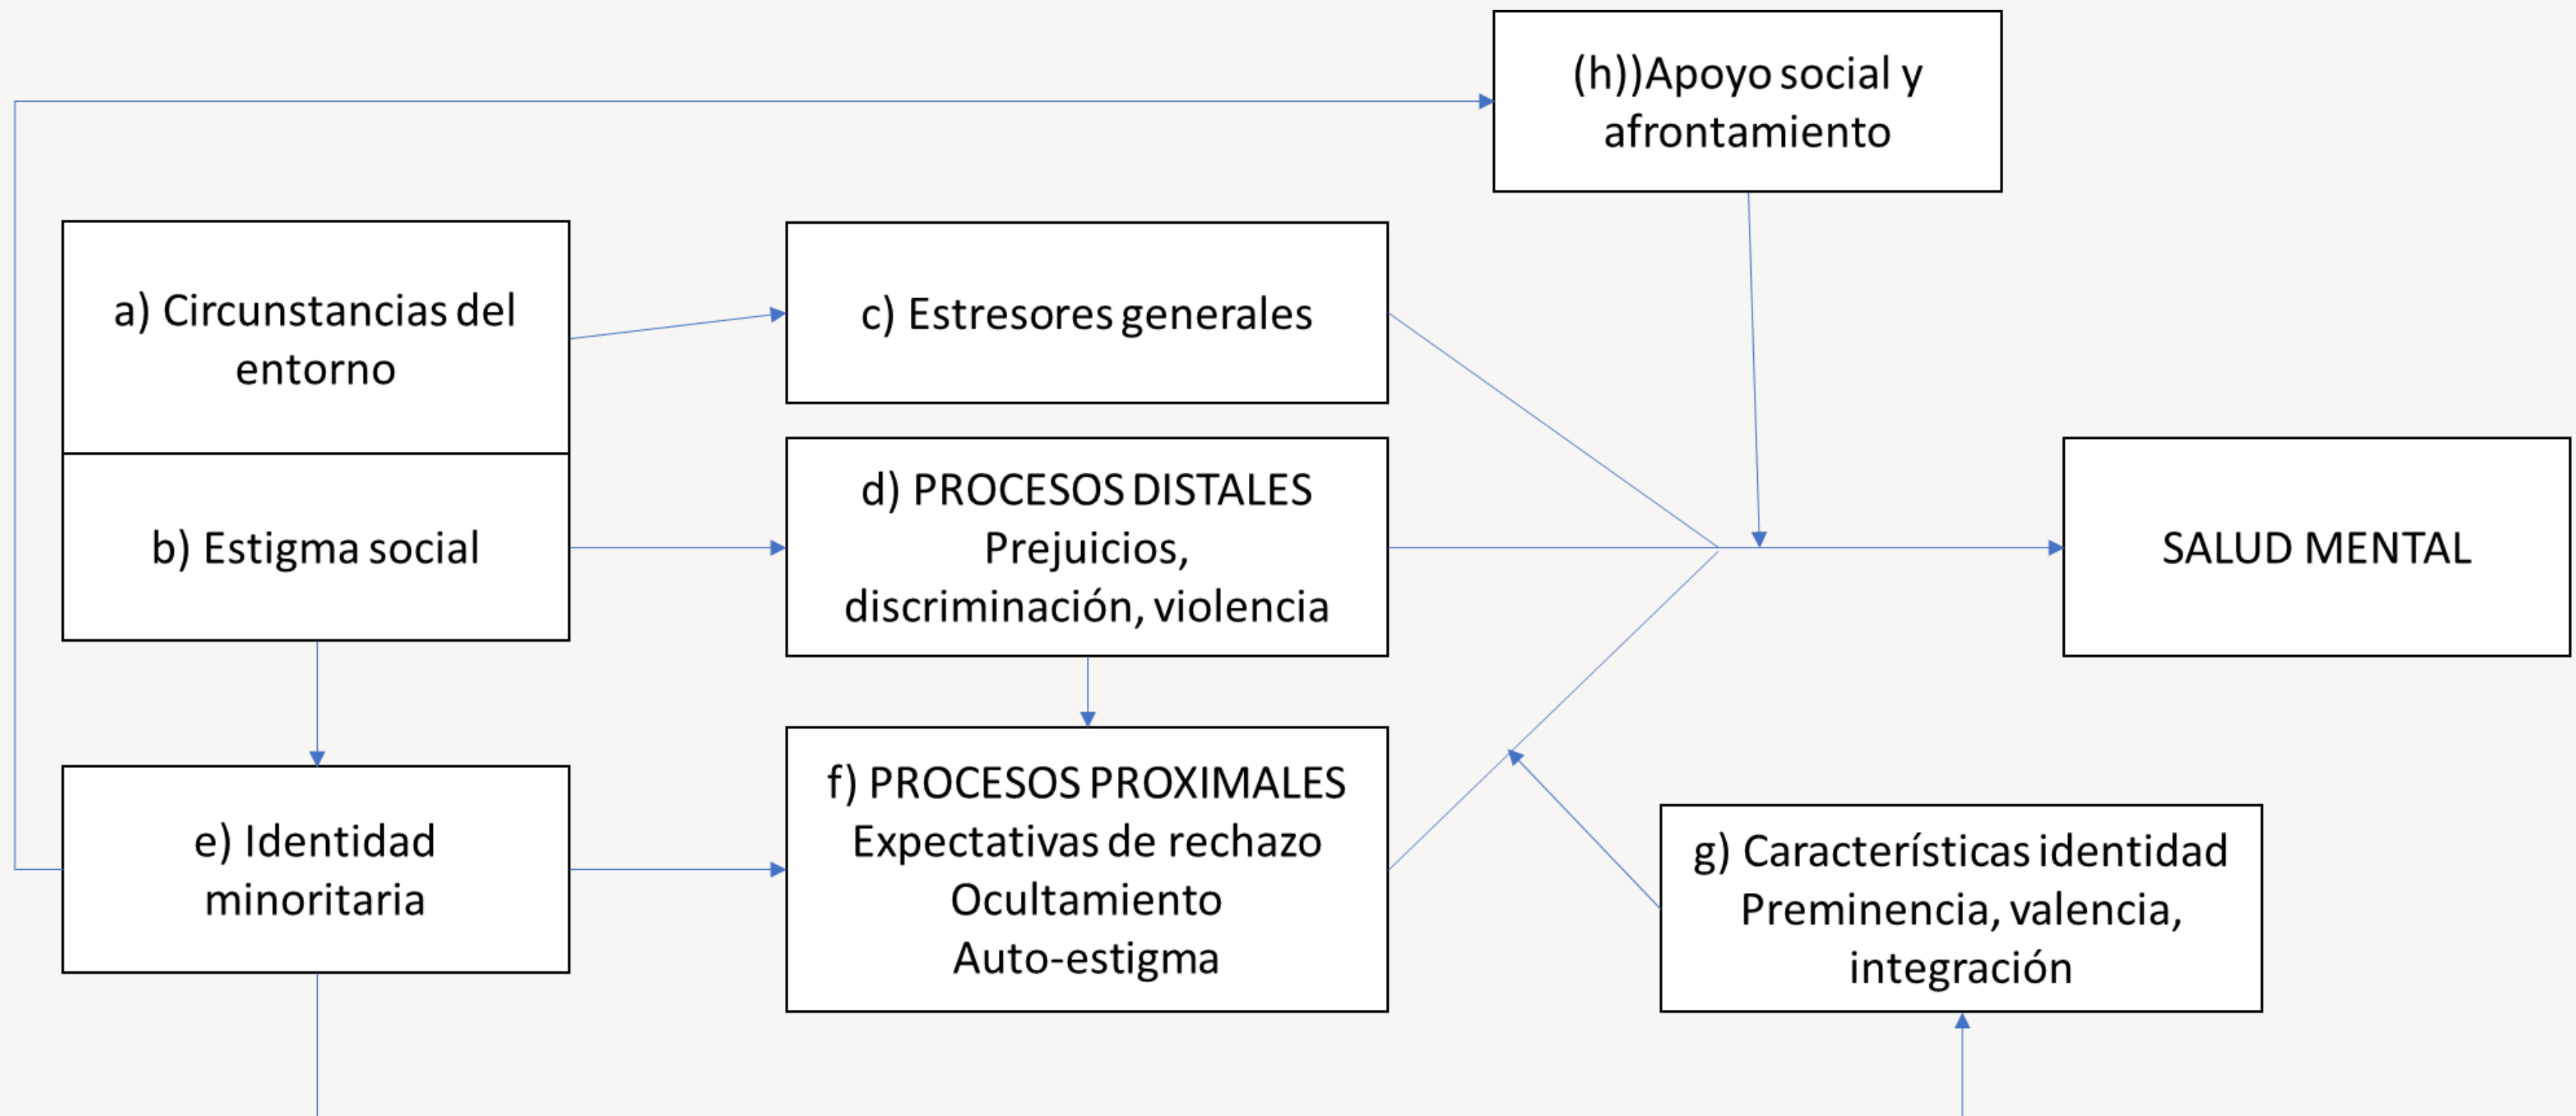 (h))Apoyo social y
afrontamiento
a) Circunstancias del
entorno
c) Estresores generales
b) Estigma social
d) PROCESOS DISTALES
Prejuicios,
discriminación, violencia
SALUD MENTAL
e) Identidad
minoritaria
f) PROCESOS PROXIMALES
Expectativas de rechazo
Ocultamiento
Auto-estigma
g) Características identidad
Preminencia, valencia,
integración